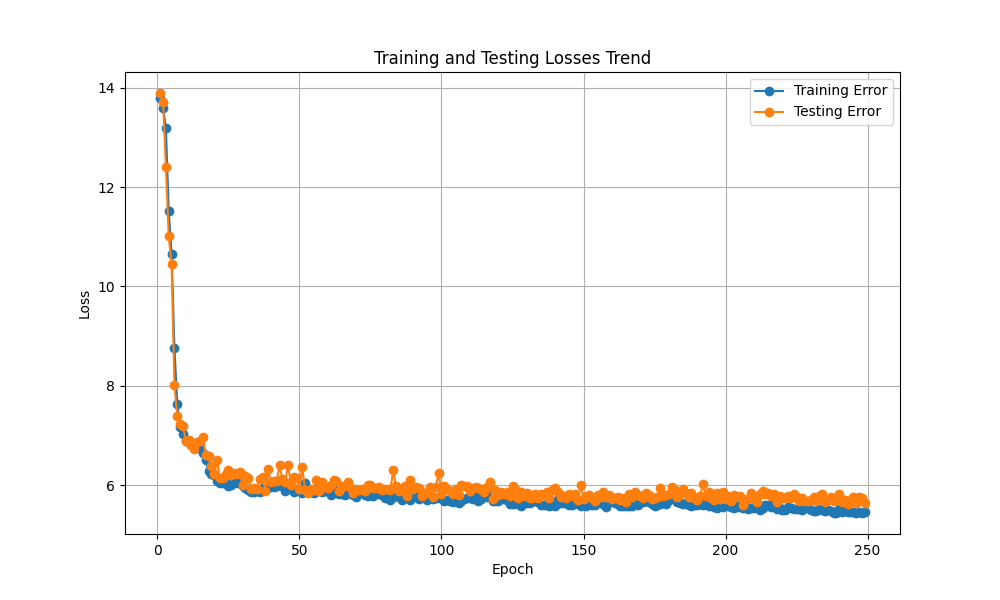 Training and Testing Losses Trend
Training Error
Testing Error
14
12
10
8
6
Loss
0 50 100 150 200 250
Epoch